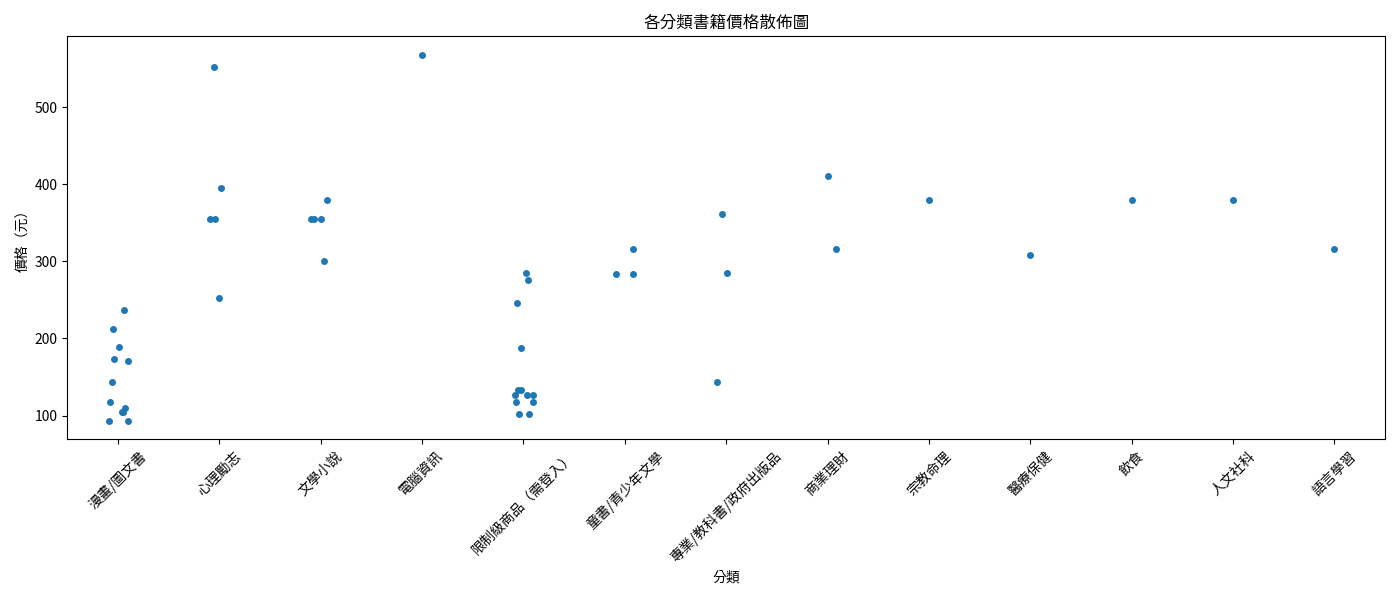 各分類書籍價格散佈圖
價格（元）
500
400
300
200
100
漫畫/圖文書
心理勵志
文學小說
電腦資訊
限制級商品（需登入）
童書/青少年文學
專業/教科書/政府出版品
商業理財
宗教命理
醫療保健
飲食
人文社科
語言學習
分類